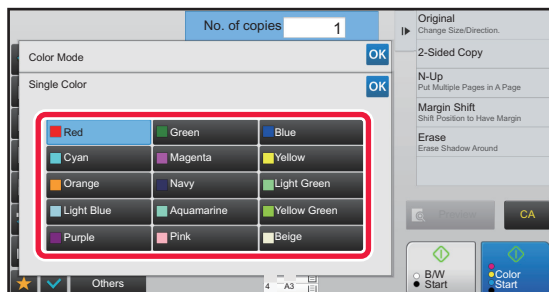 No. of copies 1
Color Mode OK
Single Color OK
Red Green Blue
Cyan Magenta Yellow
Orange Navy Light Green
Light Blue Aquamarine Yellow Green
Purple Pink Beige
Others
4 A3
Original
Change Size/Direction.
2-Sided Copy
N-Up
Put Multiple Pages in A Page
Margin Shift
Shift Position to Have Margin
Erase
Erase Shadow Around
Preview CA
B/W
Start
Color
Start